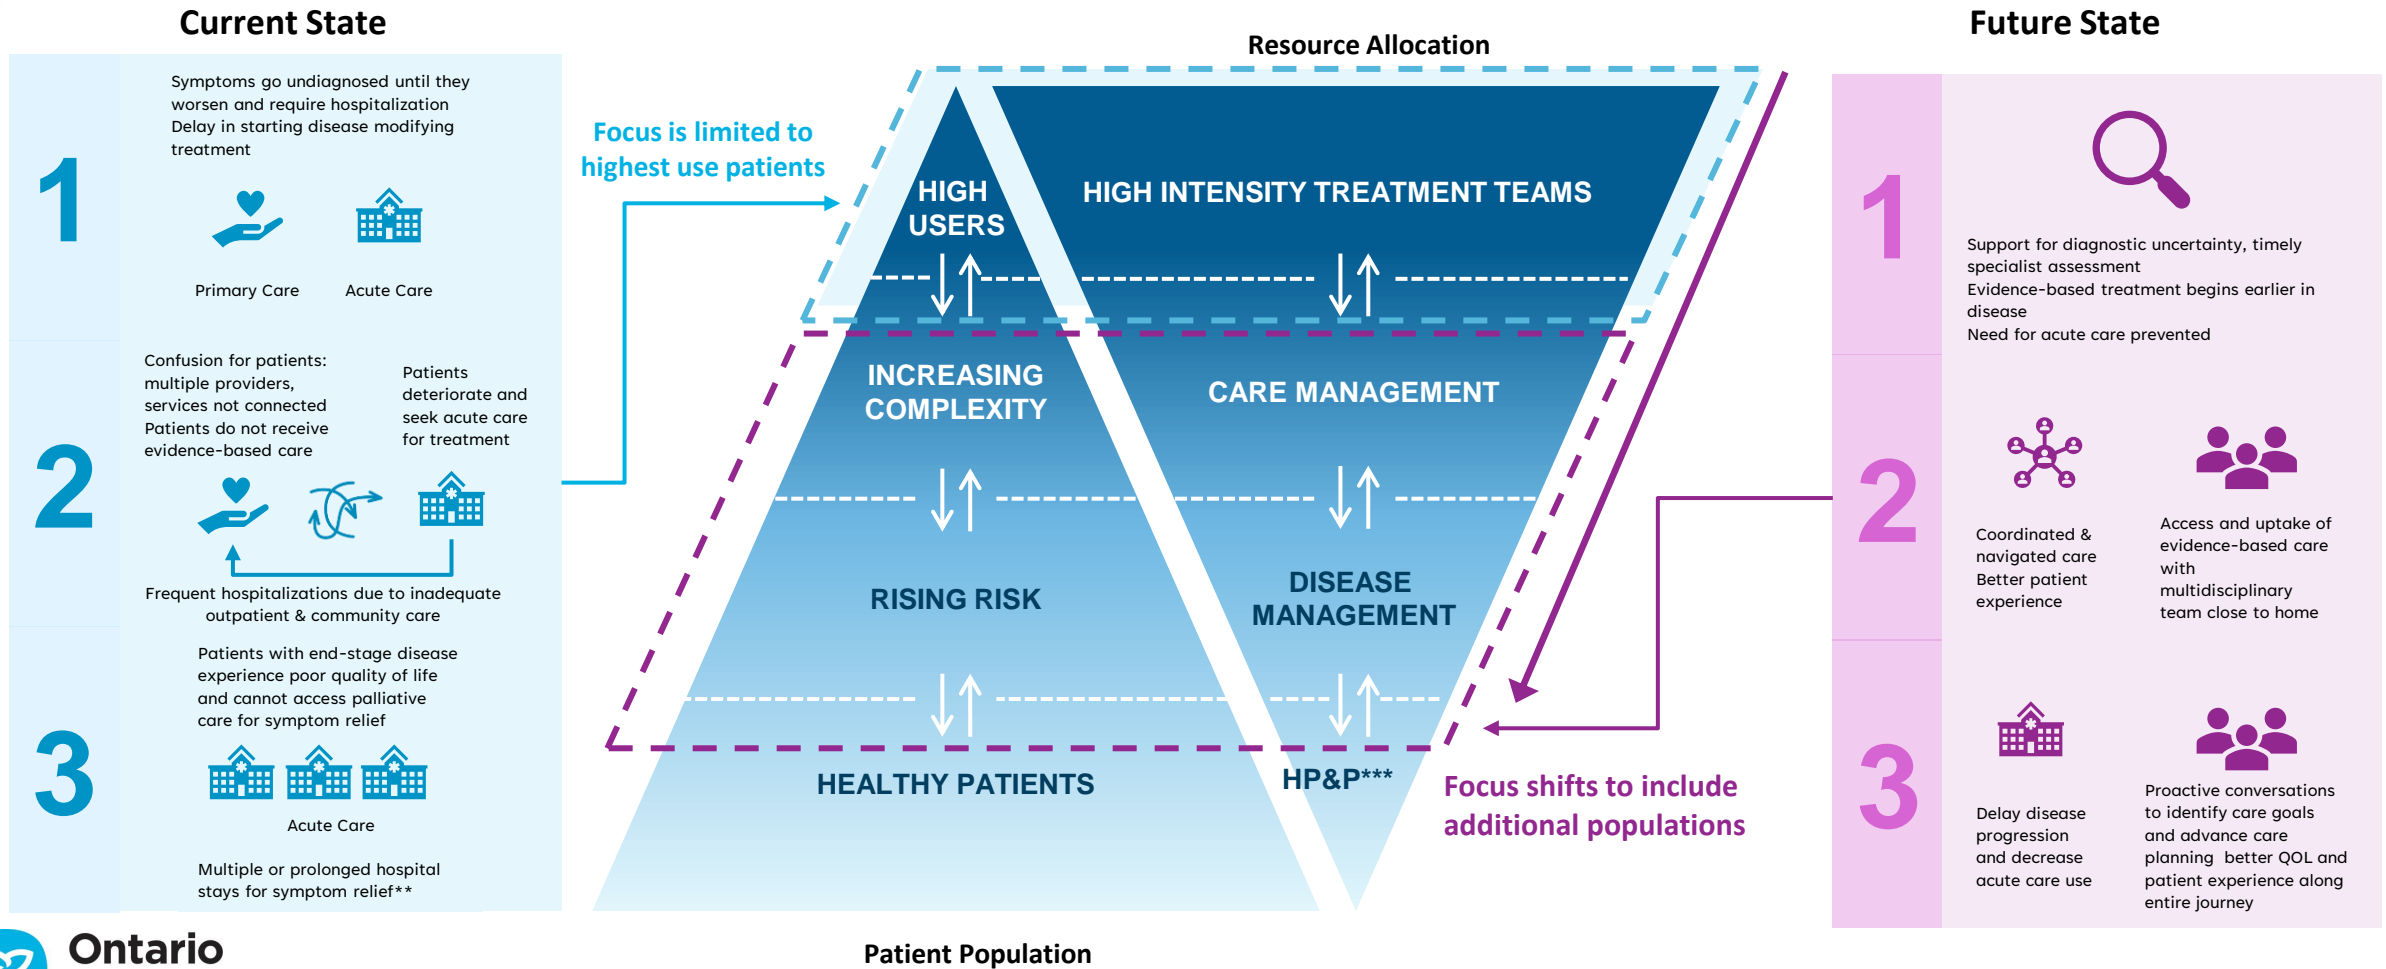 Current State
1
Symptoms go undiagnosed until they
worsen and require hospitalization
Delay in starting disease modifying
treatment
Primary Care
Acute Care
2
Confusion for patients:
multiple providers,
services not connected
Patients do not receive
evidence-based care
Patients
deteriorate and
seek acute care
for treatment
Frequent hospitalizations due to inadequate
outpatient & community care
3
Patients with end-stage disease
experience poor quality of life
and cannot access palliative
care for symptom relief
Acute Care
Multiple or prolonged hospital
stays for symptom relief**
Ontario
Focus is limited to
highest use patients
Resource Allocation
HIGH
USERS
HIGH INTENSITY TREATMENT TEAMS
INCREASING
COMPLEXITY
CARE MANAGEMENT
RISING RISK
DISEASE
MANAGEMENT
HEALTHY PATIENTS
HP&P***
Patient Population
Focus shifts to include
additional populations
Future State
1
Support for diagnostic uncertainty, timely
specialist assessment
Evidence-based treatment begins earlier in
disease
Need for acute care prevented
2
Coordinated &
navigated care
Better patient
experience
Access and uptake of
evidence-based care
with
multidisciplinary
team close to home
3
Delay disease
progression
and decrease
acute care use
Proactive conversations
to identify care goals
and advance care
planning better QOL and
patient experience along
entire journey